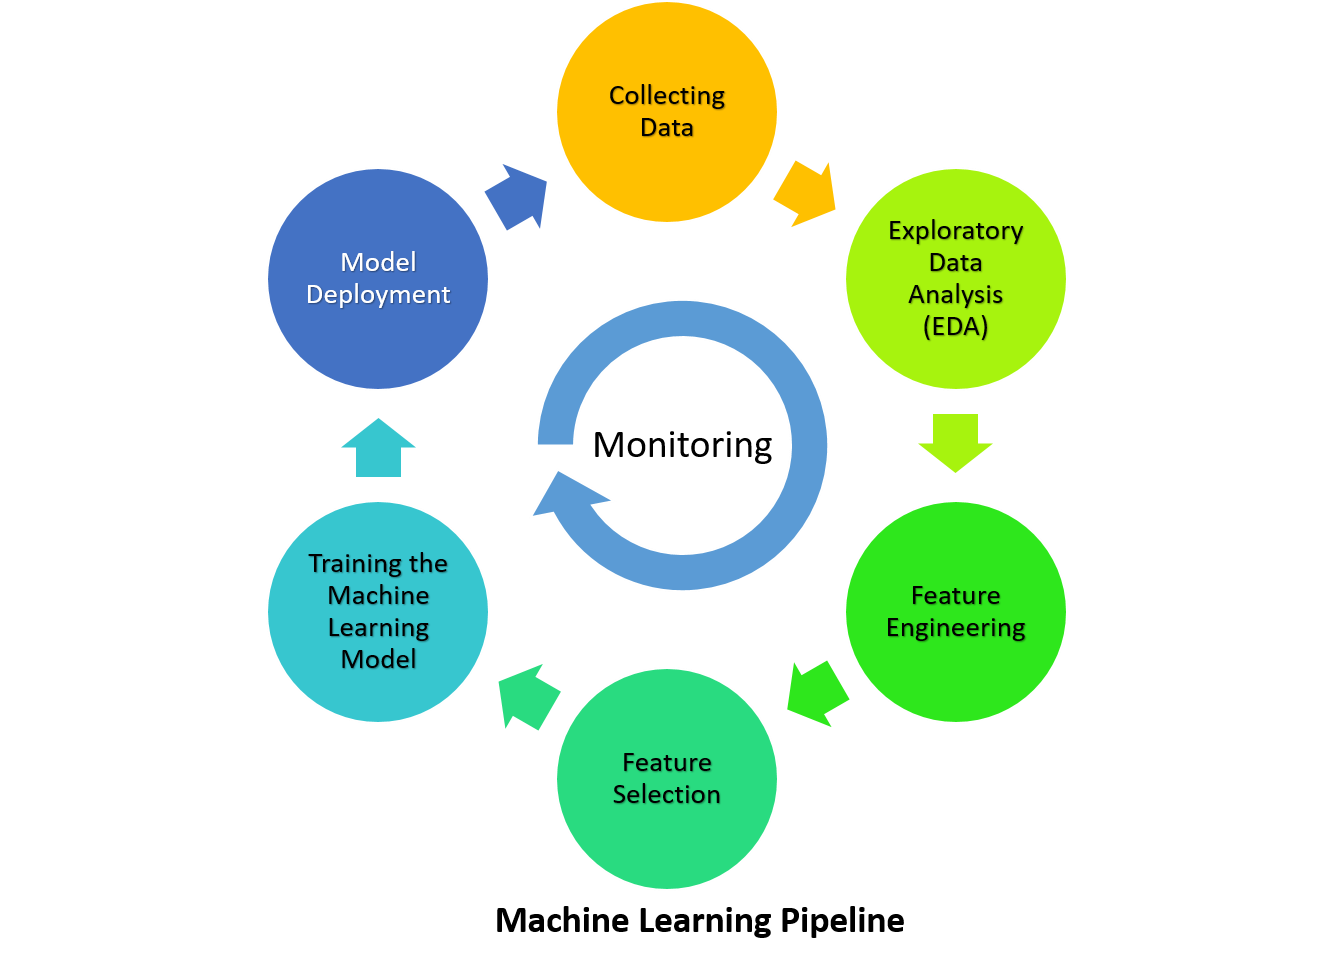 Collecting
Data
Exploratory
Data
Analysis
(EDA)
Feature
Engineering
Feature
Selection
Training the
Machine
Learning
Model
Model
Deployment
Monitoring
Machine Learning Pipeline